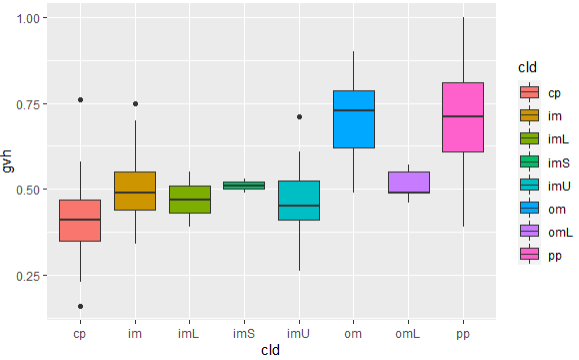 1.00
0.75
0.50
0.25
gvh
cp im imL imS imU om omL pp
cld
cld
cp
im
imL
imS
imU
om
omL
pp